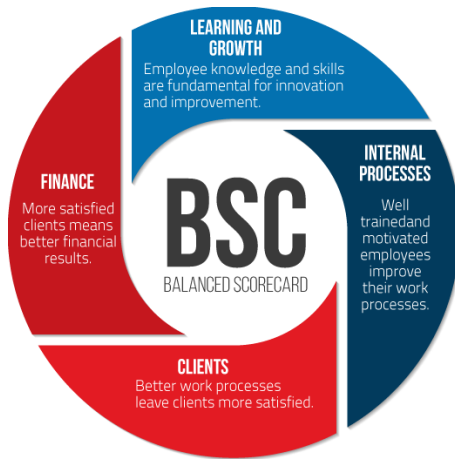 LEARNING AND
GROWTH
Employee knowledge and skills
are fundamental for innovation
and improvement.
INTERNAL
PROCESSES
Well
trainedand
motivated
employees
improve
their work
processes.
CLIENTS
Better work processes
leave clients more satisfied.
FINANCE
More satisfied
clients means
better financial
results.
BSC
BALANCED SCORECARD